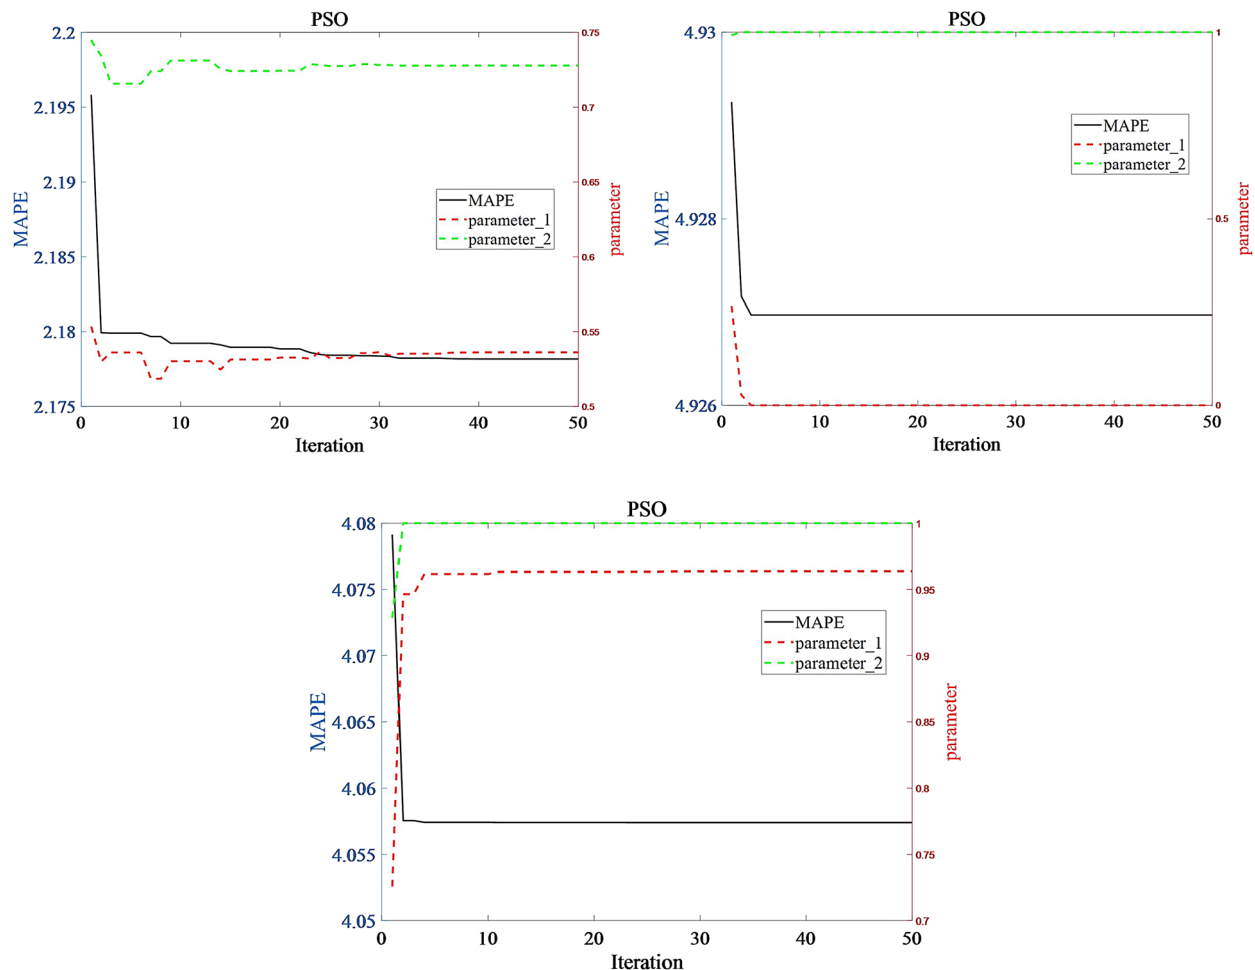 PSO
2.2
2.195
2.19
2.185
2.18
2.175
MAPE
0.75
0.7
0.65
0.6
0.55
0.5
parameter
MAPE
parameter_1
parameter_2
0
10
20
30
40
50
Iteration
PSO
4.93
4.928
4.926
MAPE
1
0.5
0
parameter
MAPE
parameter_1
parameter_2
0
10
20
30
40
50
Iteration
PSO
4.08
4.075
4.07
4.065
4.06
4.055
4.05
MAPE
1
0.95
0.9
0.85
0.8
0.75
0.7
parameter
MAPE
parameter_1
parameter_2
0
10
20
30
40
50
Iteration